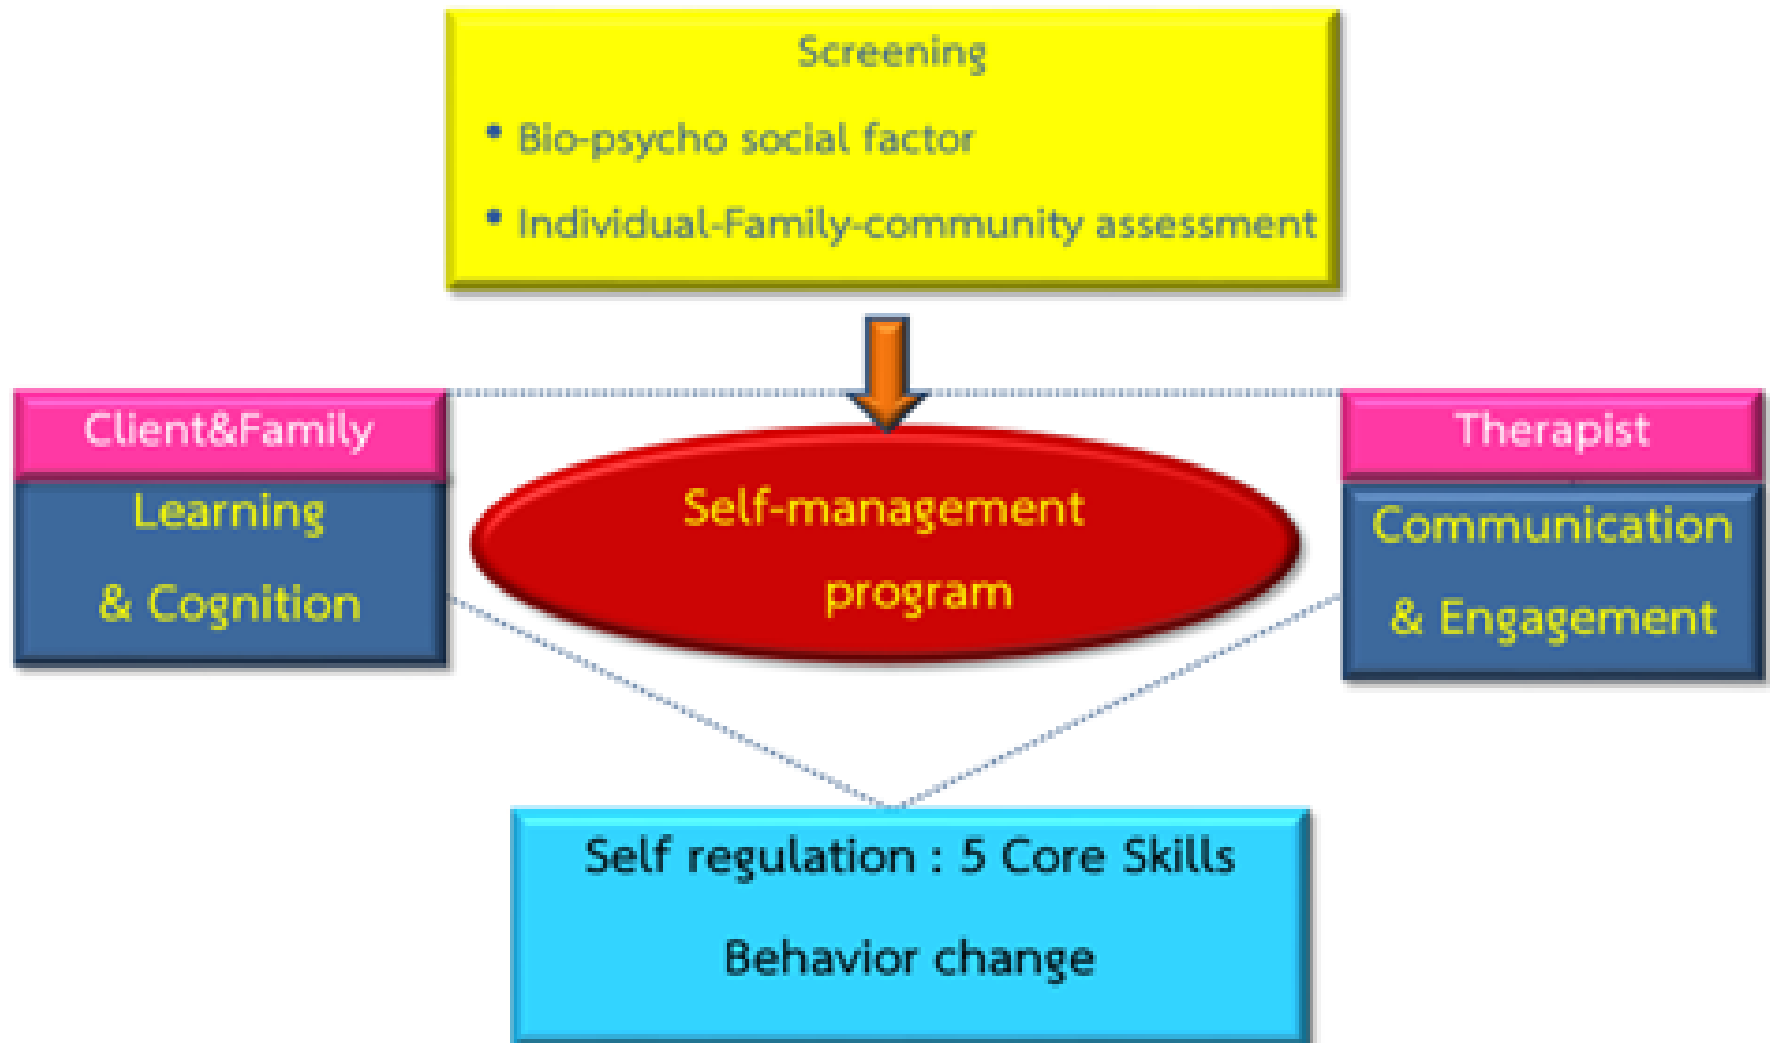 Screening
• Bio-psycho social factor
• Individual-Family-community assessment
Client&Family
Learning
& Cognition
Self-management
program
Therapist
Communication
& Engagement
Self regulation : 5 Core Skills
Behavior change